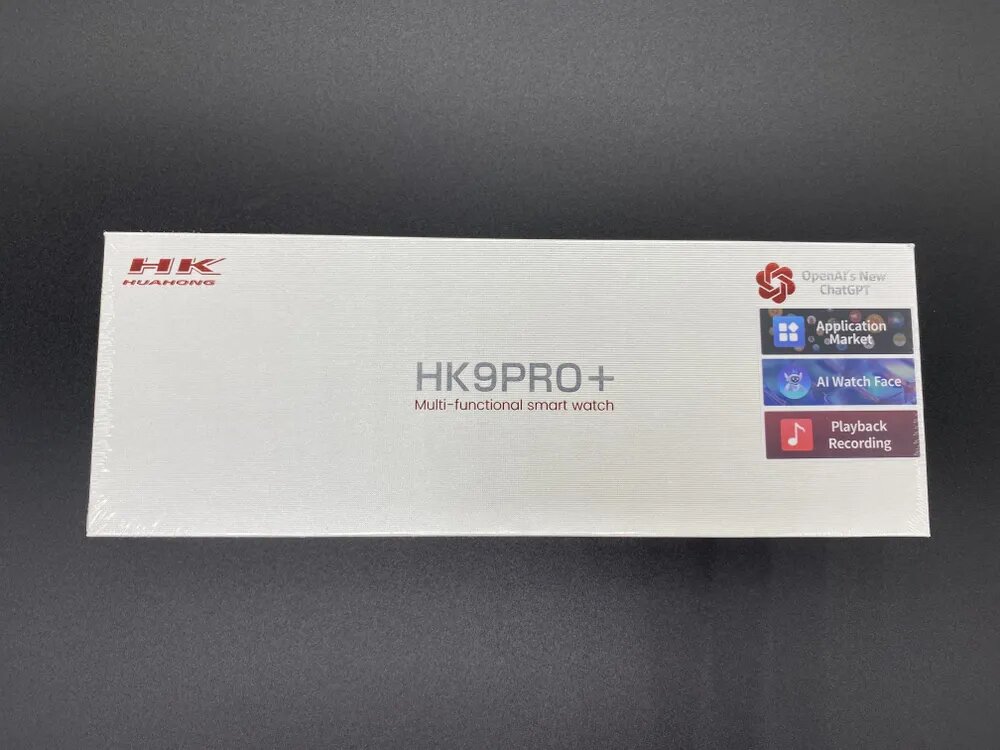 HK
HUAHONG
OpenAI's New
ChatGPT
Application
Market
HK9PRO+
Multi-functional smart watch
AI Watch Face
Playback
Recording